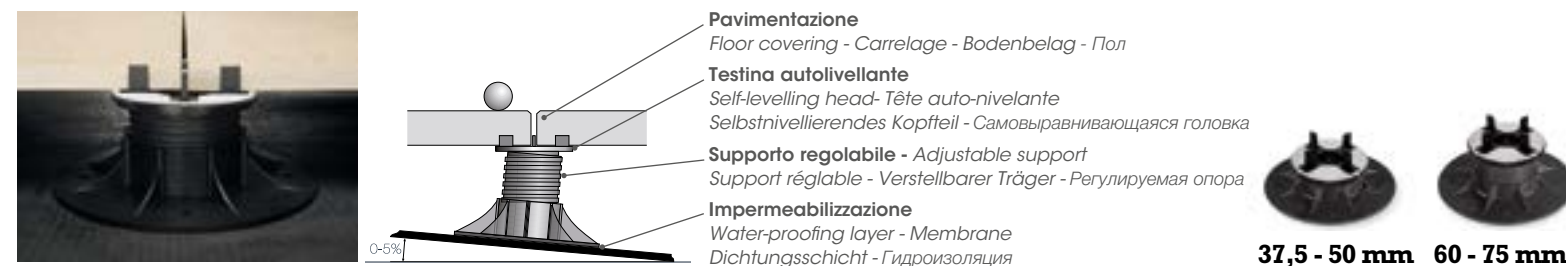 Pavimentazione
Floor covering - Carrelage - Bodenbelag - Пол
Testina autolivellante
Self-levelling head- Tête auto-nivelante
Selbstnivellierendes Kopfteil - Самовыравнивающаяся головка
Supporto regolabile - Adjustable support
Support réglable - Verstellbarer Träger - Регулируемая опора
Impermeabilizzazione
Water-proofing layer - Membrane
Dichtungsschicht - Гидроизоляция
0-5%
37,5 - 50 mm 60 - 75 mm